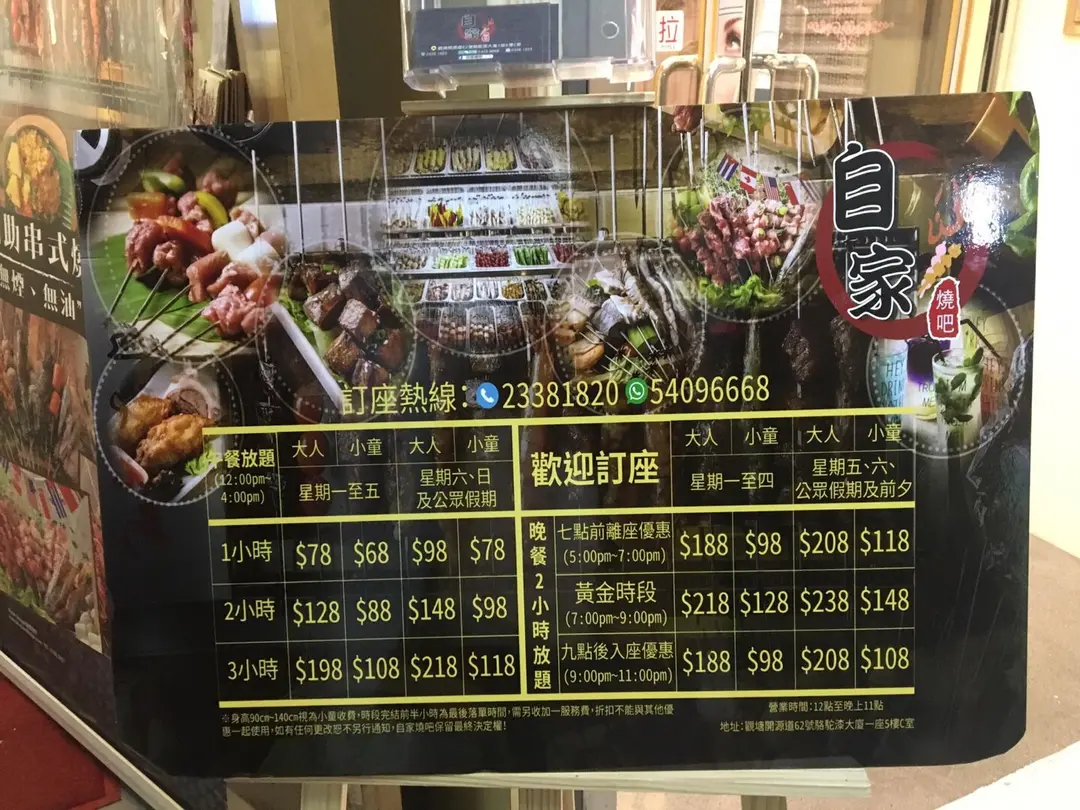 自家
拉
助串式燒
無煙、無油"
自家
燒吧
訂座熱線: 23381820 54096668
午餐放題
(12:00pm~
4:00pm)
大人 小童 大人 小童
星期一至五
星期六、日
及公眾假期
1小時 $78 $68 $98 $78
2小時 $128 $88 $148 $98
3小時 $198 $108 $218 $118
歡迎訂座
大人 小童 大人 小童
星期一至四
星期五、六、
公眾假期及前夕
晚餐2小時放題
七點前離座優惠
(5:00pm~7:00pm)
$188 $98 $208 $118
黃金時段
(7:00pm~9:00pm)
$218 $128 $238 $148
九點後入座優惠
(9:00pm~11:00pm)
$188 $98 $208 $108
※身高90cm~140cm視為小童收費,時段完結前半小時為最後落單時間,需另收加一服務費,折扣不能與其他優
惠一起使用,如有任何更改恕不另行通知,自家燒吧保留最終決定權!
營業時間:12點至晚上11點
地址:觀塘開源道62號駱駝漆大廈一座5樓C室